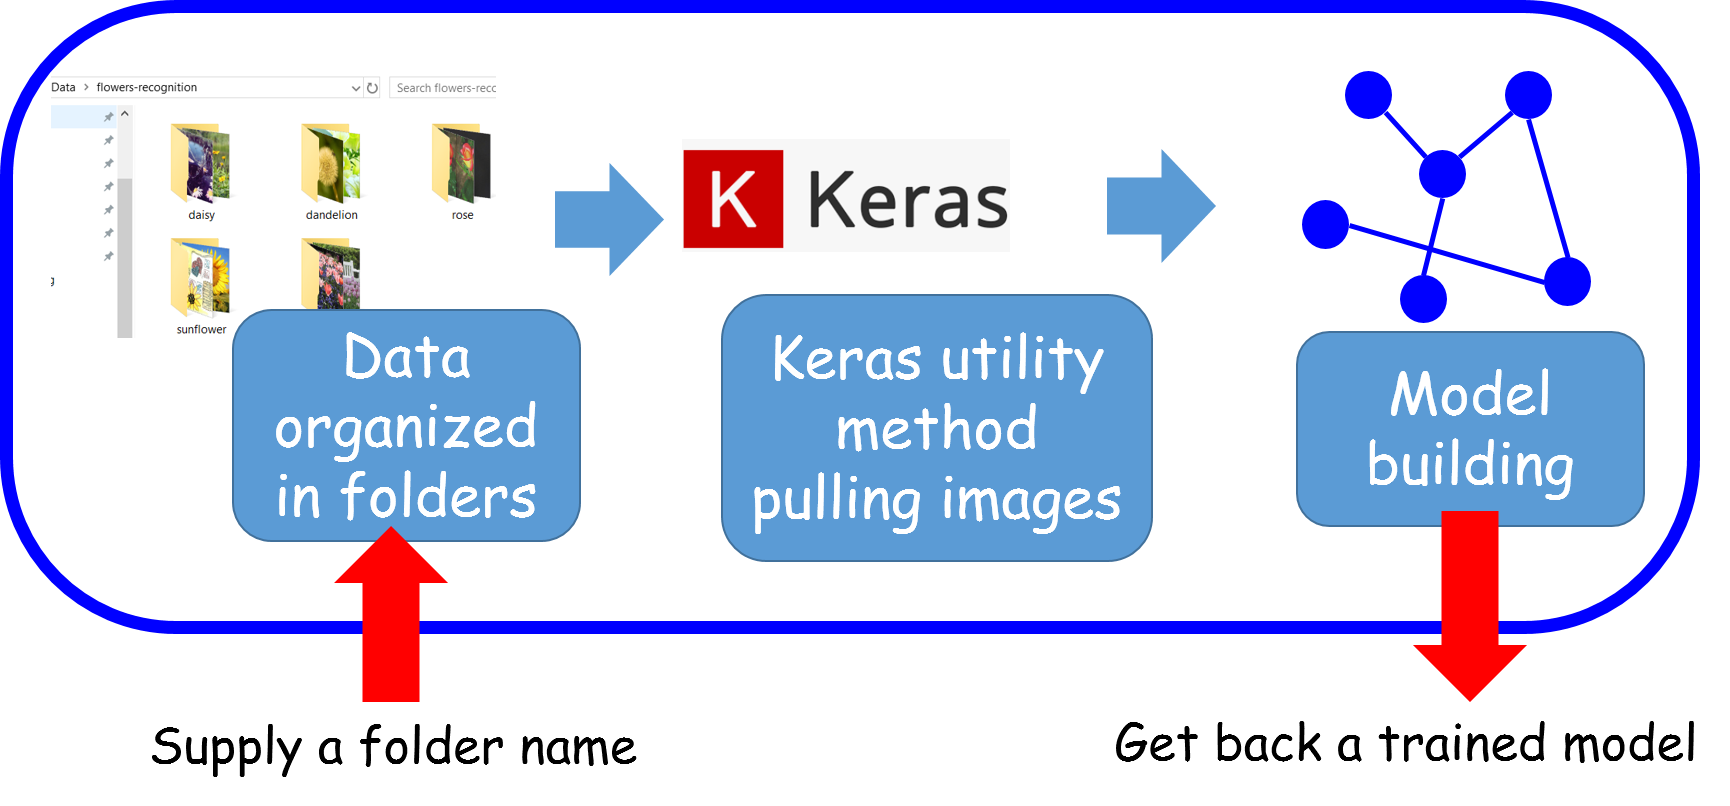 Data > flowers-recognition
Search flowers-recc
daisy
dandelion
rose
sunflower
K Keras
Data
organized
in folders
Keras utility
method
pulling images
Model
building
Supply a folder name
Get back a trained model